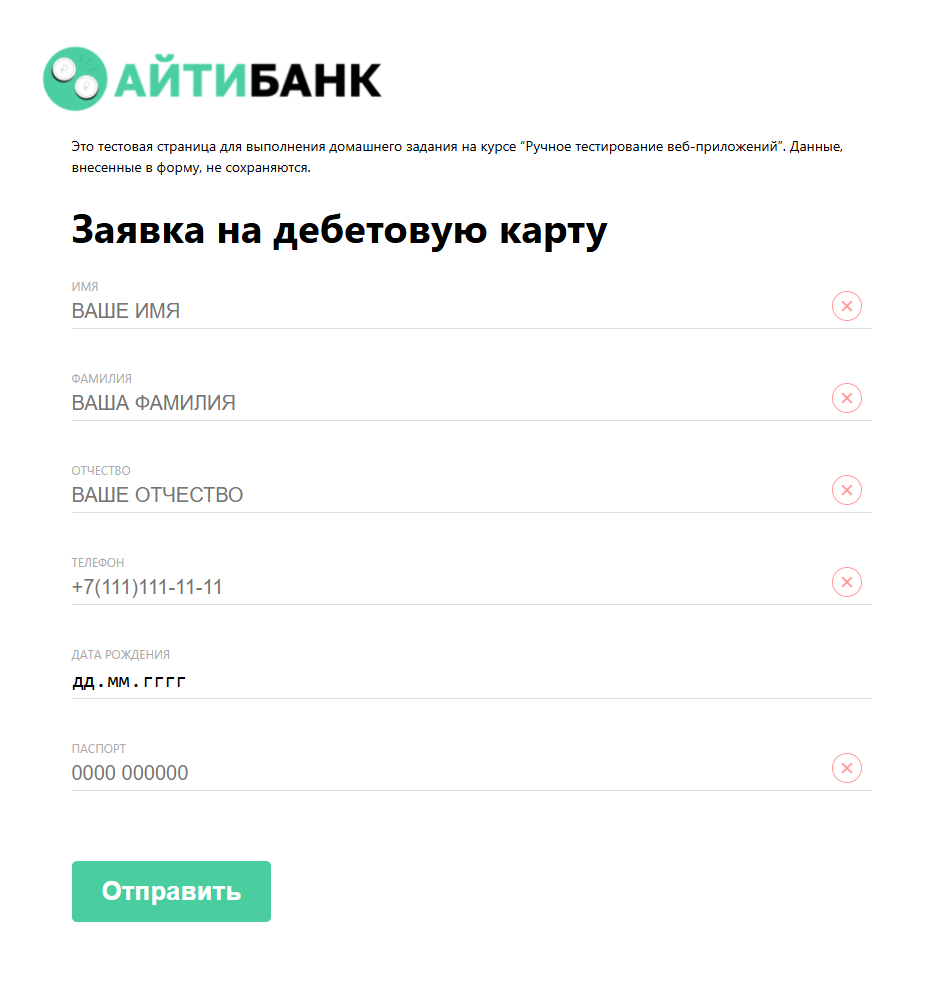 АЙТИБАНК
Это тестовая страница для выполнения домашнего задания на курсе “Ручное тестирование веб-приложений”. Данные,
внесенные в форму, не сохраняются.
Заявка на дебетовую карту
ИМЯ
ВАШЕ ИМЯ
ФАМИЛИЯ
ВАША ФАМИЛИЯ
ОТЧЕСТВО
ВАШЕ ОТЧЕСТВО
ТЕЛЕФОН
+7(111)111-11-11
ДАТА РОЖДЕНИЯ
дд.мм.гггг
ПАСПОРТ
0000 000000
Отправить